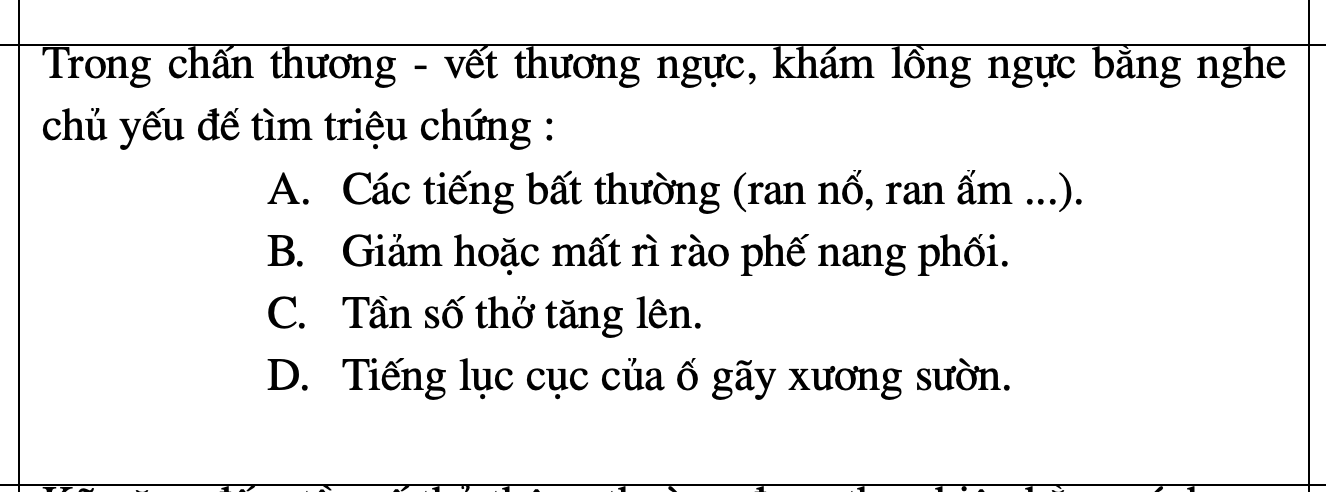 Trong chấn thương - vết thương ngực, khám lồng ngực bằng nghe
chủ yếu để tìm triệu chứng :
A. Các tiếng bất thường (ran nổ, ran ẩm ...).
B. Giảm hoặc mất rì rào phế nang phổi.
C. Tần số thở tăng lên.
D. Tiếng lục cục của ổ gãy xương sườn.